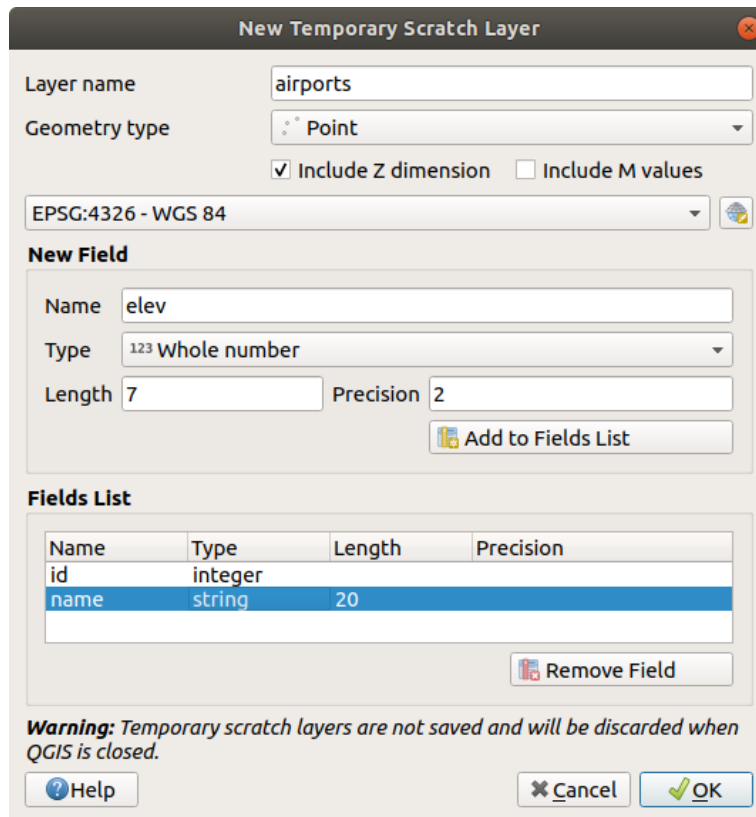 New Temporary Scratch Layer
Layer name airports
Geometry type Point
Include Z dimension Include M values
EPSG:4326 - WGS 84
New Field
Name elev
Type 123 Whole number
Length 7 Precision 2
Add to Fields List
Fields List
Name Type Length Precision
id integer
name string 20
Remove Field
Warning: Temporary scratch layers are not saved and will be discarded when
QGIS is closed.
Help Cancel OK